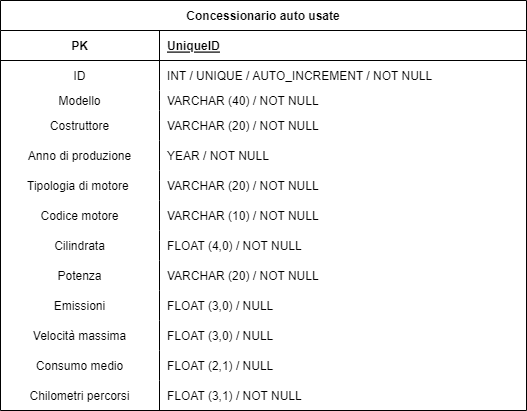 Concessionario auto usate
PK UniqueID
ID INT / UNIQUE / AUTO_INCREMENT / NOT NULL
Modello VARCHAR (40) / NOT NULL
Costruttore VARCHAR (20) / NOT NULL
Anno di produzione YEAR / NOT NULL
Tipologia di motore VARCHAR (20) / NOT NULL
Codice motore VARCHAR (10) / NOT NULL
Cilindrata FLOAT (4,0) / NOT NULL
Potenza VARCHAR (20) / NOT NULL
Emissioni FLOAT (3,0) / NULL
Velocità massima FLOAT (3,0) / NULL
Consumo medio FLOAT (2,1) / NULL
Chilometri percorsi FLOAT (3,1) / NOT NULL